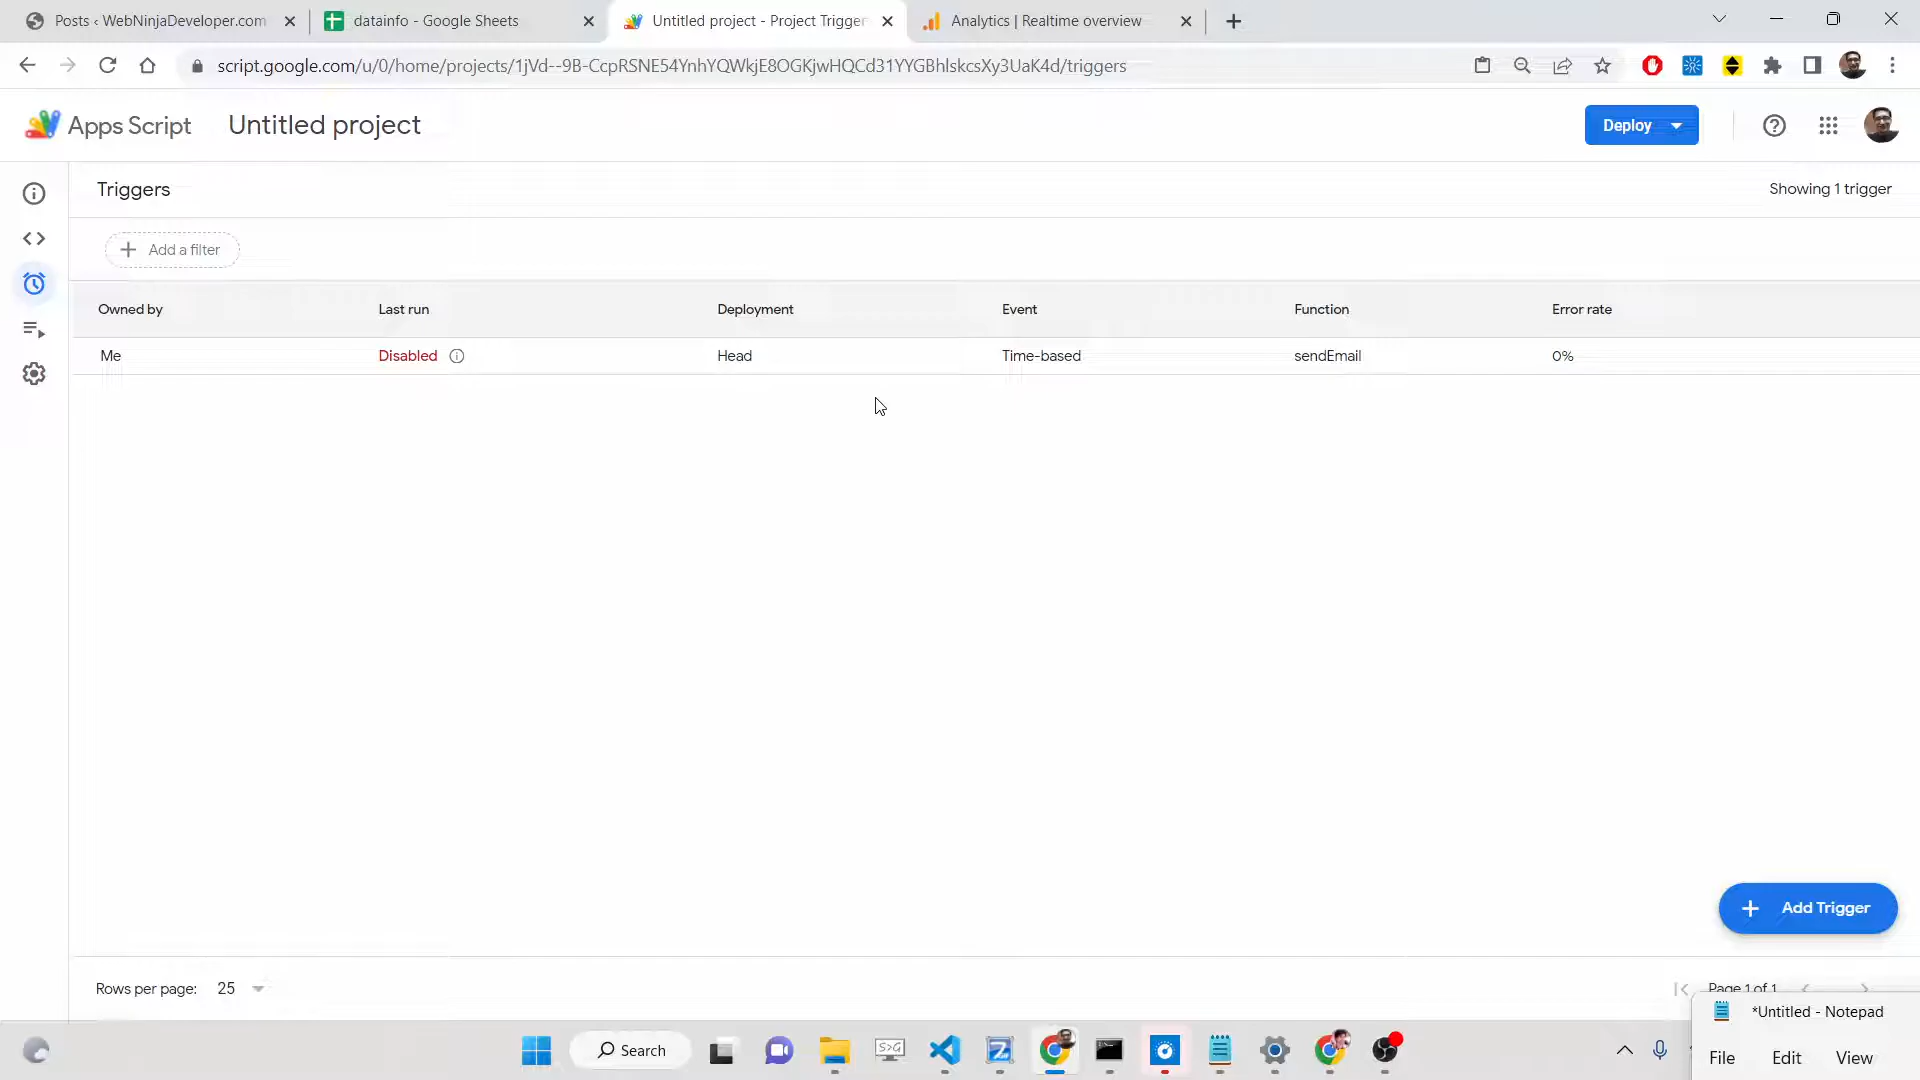 Posts ‹ WebNinjaDeveloper.com
datainfo - Google Sheets
Untitled project - Project Trigger
Analytics | Realtime overview
script.google.com/u/0/home/projects/1jVd--9B-CcpRSNE54YnhYQWkjE8OGKjwHQCd31YYGBhlskcsXy3UaK4d/triggers
Apps Script
Untitled project
Deploy
Triggers
Showing 1 trigger
Add a filter
Owned by
Last run
Deployment
Event
Function
Error rate
Me
Disabled
Head
Time-based
sendEmail
0%
Add Trigger
Rows per page:
25
Page 1 of 1
*Untitled - Notepad
Search
S>G
File
Edit
View